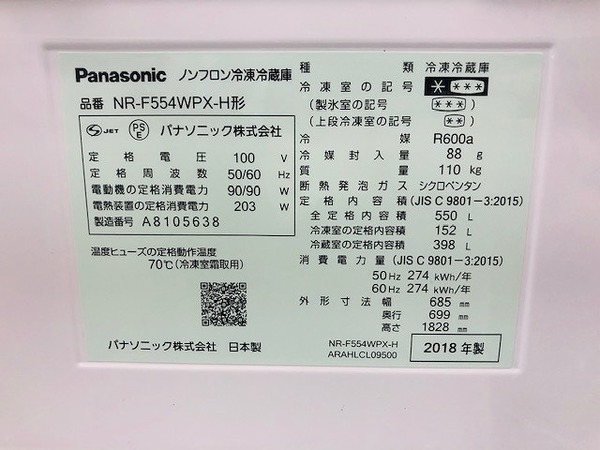 Panasonic ノンフロン冷凍冷蔵庫
品番 NR-F554WPX-H形
S JET PS E パナソニック株式会社
定格電圧 100 V
定格周波数 50/60 Hz
電動機の定格消費電力 90/90 W
電熱装置の定格消費電力 203 W
製造番号 A8105638
温度ヒューズの定格動作温度
70℃(冷凍室霜取用)
パナソニック株式会社 日本製
種類 冷凍冷蔵庫
冷凍室の記号 * ***
(製氷室の記号 ***)
(上段冷凍室の記号 **)
冷媒 R600a
冷媒封入量 88 g
質量 110 kg
断熱発泡ガス シクロペンタン
定格内容積 (JIS C 9801-3:2015)
全定格内容積 550 L
冷凍室の定格内容積 152 L
冷蔵室の定格内容積 398 L
消費電力量 (JIS C 9801-3:2015)
50 Hz 274 kWh/年
60 Hz 274 kWh/年
外形寸法 幅 685 mm
奥行 699 mm
高さ 1828 mm
NR-F554WPX-H
ARAHLCL09500
2018年製